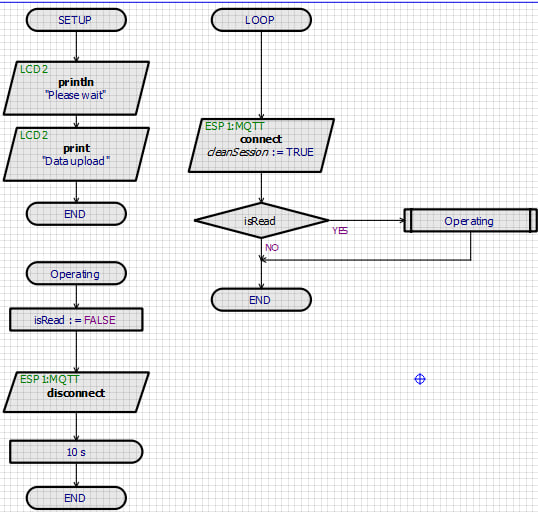 SETUP
LCD2
println
"Please wait"
LCD2
print
"Data upload"
END
LOOP
ESP1:MQTT
connect
cleanSession := TRUE
isRead
YES
NO
Operating
END
Operating
isRead := FALSE
ESP1:MQTT
disconnect
10 s
END